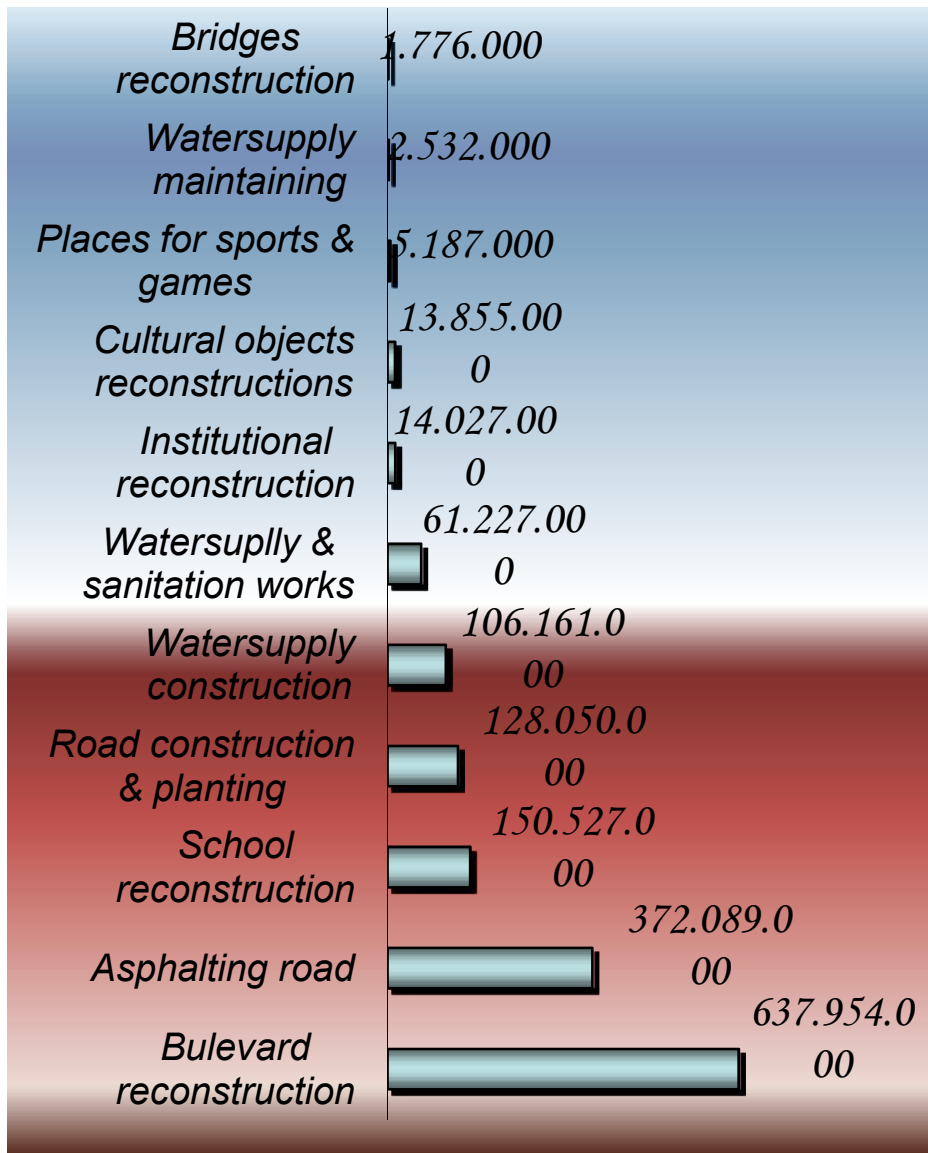 Bridges
reconstruction
1.776.000
Watersupply
maintaining
2.532.000
Places for sports &
games
5.187.000
Cultural objects
reconstructions
13.855.00
0
Institutional
reconstruction
14.027.00
0
Watersuplly &
sanitation works
61.227.00
0
Watersupply
construction
106.161.0
00
Road construction
& planting
128.050.0
00
School
reconstruction
150.527.0
00
Asphalting road
372.089.0
00
Bulevard
reconstruction
637.954.0
00